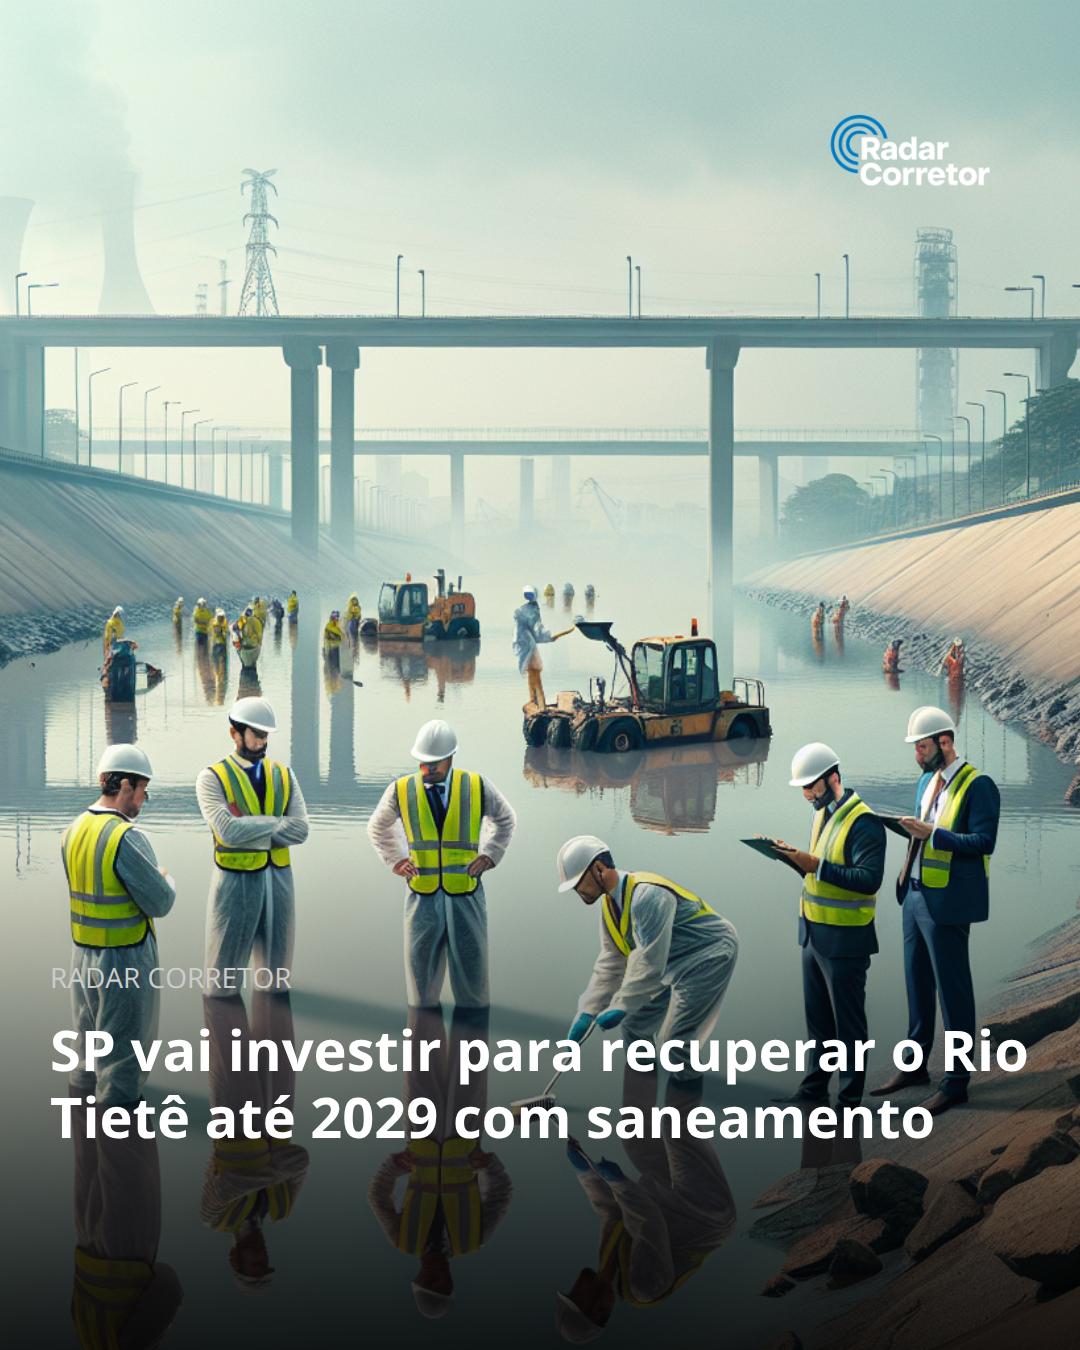 Radar
Corretor
RADAR CORRETOR
SP vai investir para recuperar o Rio
Tietê até 2029 com saneamento